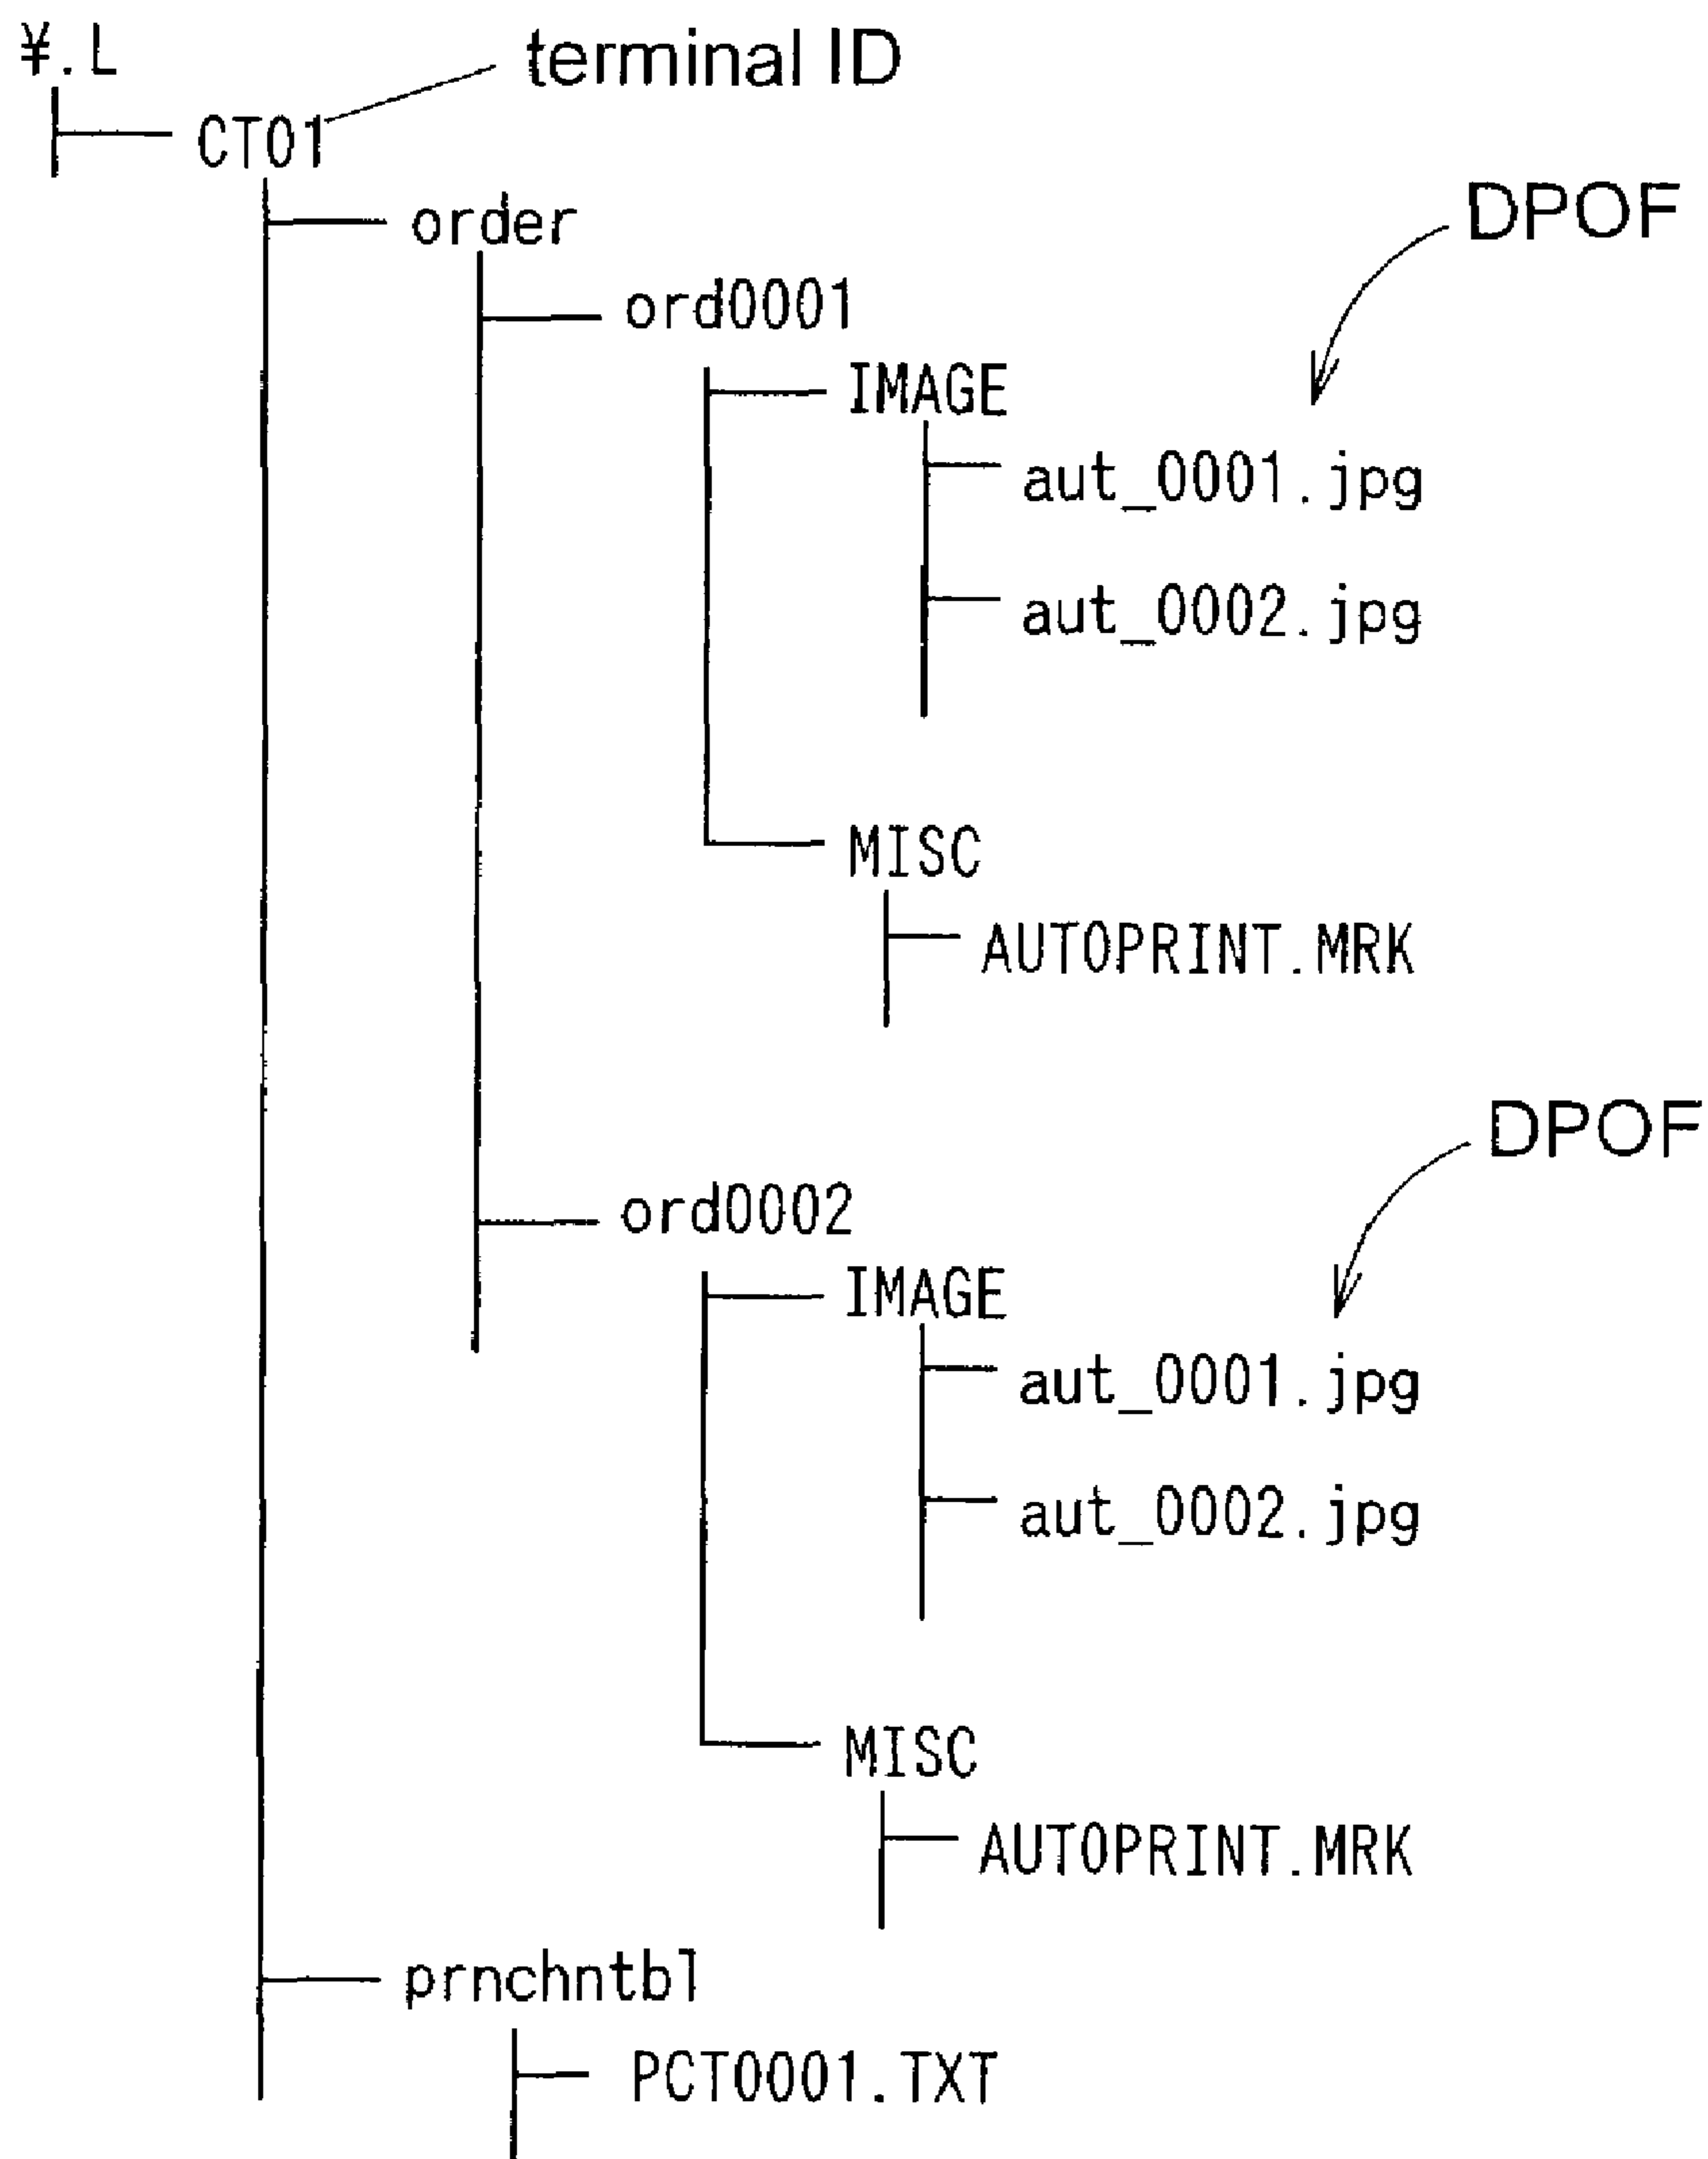 ¥.L
terminal ID
CT01
DPOF
order
ord0001
IMAGE
aut_0001.jpg
aut_0002.jpg
MISC
AUTOPRINT.MRK
DPOF
ord0002
IMAGE
aut_0001.jpg
aut_0002.jpg
MISC
AUTOPRINT.MRK
prnchntbl
PCT0001.TXT